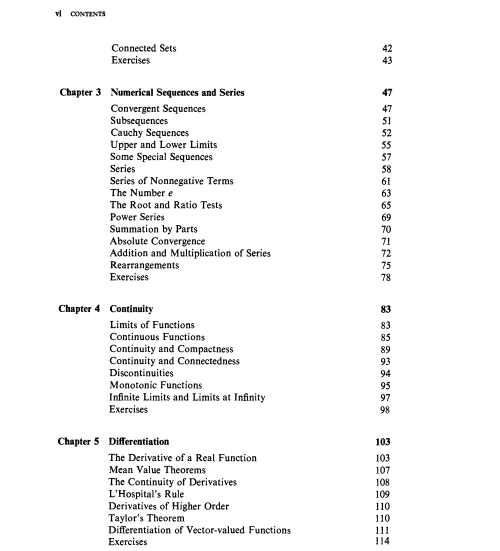 vi CONTENTS
Connected Sets 42
Exercises 43
Chapter 3 Numerical Sequences and Series 47
Convergent Sequences 47
Subsequences 51
Cauchy Sequences 52
Upper and Lower Limits 55
Some Special Sequences 57
Series 58
Series of Nonnegative Terms 61
The Number e 63
The Root and Ratio Tests 65
Power Series 69
Summation by Parts 70
Absolute Convergence 71
Addition and Multiplication of Series 72
Rearrangements 75
Exercises 78
Chapter 4 Continuity 83
Limits of Functions 83
Continuous Functions 85
Continuity and Compactness 89
Continuity and Connectedness 93
Discontinuities 94
Monotonic Functions 95
Infinite Limits and Limits at Infinity 97
Exercises 98
Chapter 5 Differentiation 103
The Derivative of a Real Function 103
Mean Value Theorems 107
The Continuity of Derivatives 108
L'Hospital's Rule 109
Derivatives of Higher Order 110
Taylor's Theorem 110
Differentiation of Vector-valued Functions 111
Exercises 114